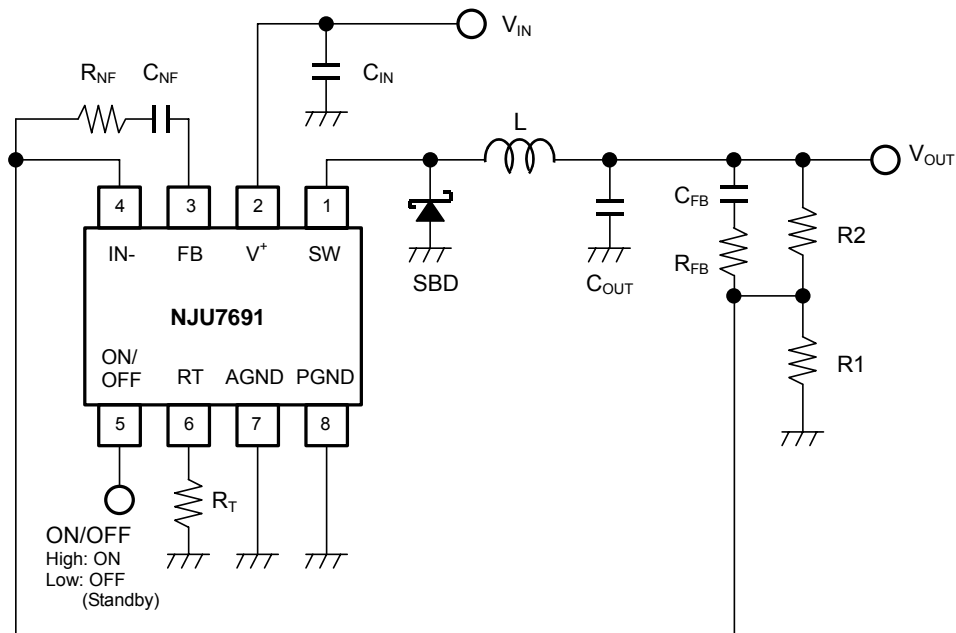 V_IN
R_NF C_NF
C_IN
L
V_OUT
4 3 2 1
IN- FB V⁺ SW
C_FB
R2
R_FB
SBD
C_OUT
NJU7691
R1
ON/
OFF RT AGND PGND
5 6 7 8
R_T
ON/OFF
High: ON
Low: OFF
(Standby)